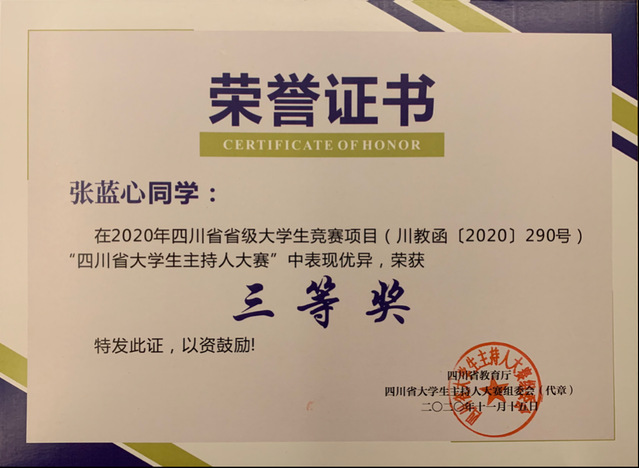 荣誉证书
CERTIFICATE OF HONOR
张蓝心同学：
在2020年四川省省级大学生竞赛项目（川教函〔2020〕290号）
“四川省大学生主持人大赛”中表现优异，荣获
三等奖
特发此证，以资鼓励!
四川省教育厅
四川省大学生主持人大赛组委会（代章）
二〇二〇年十一月十五日